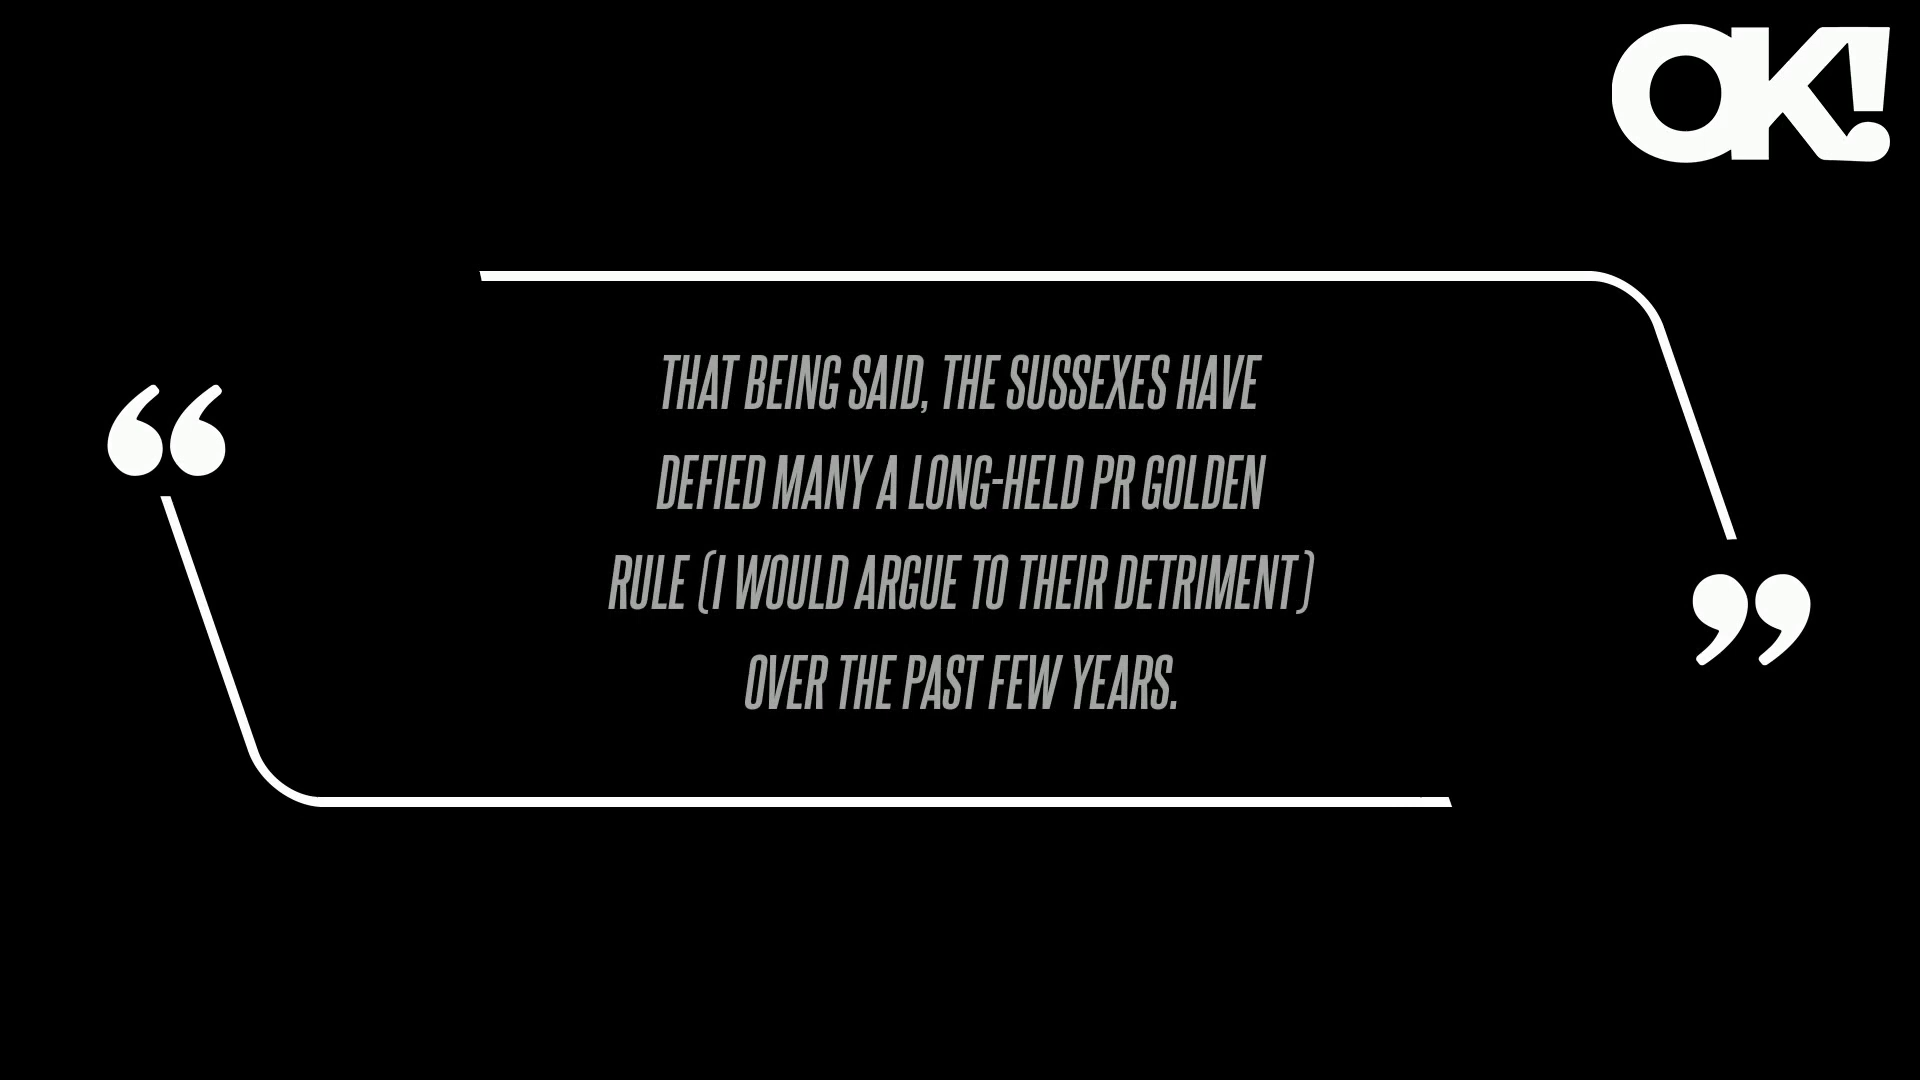 OK!
“
THAT BEING SAID, THE SUSSEXES HAVE
DEFIED MANY A LONG-HELD PR GOLDEN
RULE (I WOULD ARGUE TO THEIR DETRIMENT)
OVER THE PAST FEW YEARS.
”